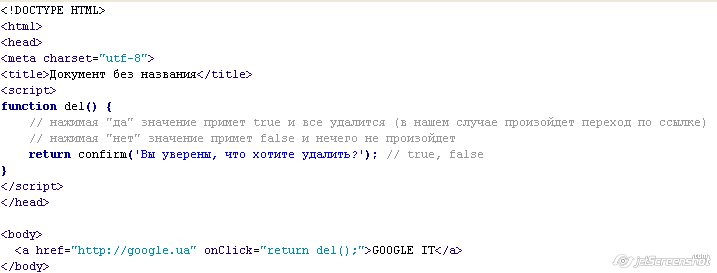 <!DOCTYPE HTML>
<html>
<head>
<meta charset="utf-8">
<title>Документ без названия</title>
<script>
function del() {
    // нажимая "да" значение примет true и все удалится (в нашем случае произойдет переход по ссылке)
    // нажимая "нет" значение примет false и нечего не произойдет
    return confirm('Вы уверены, что хотите удалить?'); // true, false
}
</script>
</head>
<body>
  <a href="http://google.ua" onClick="return del();">GOOGLE IT</a>
</body>
jetScreenshot